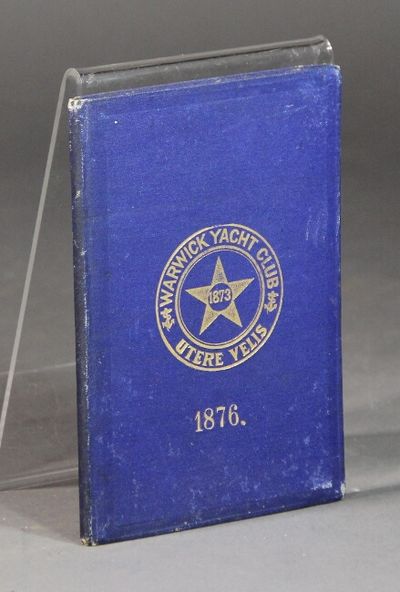 WARWICK YACHT CLUB
1873
UTERE VELIS
1876.